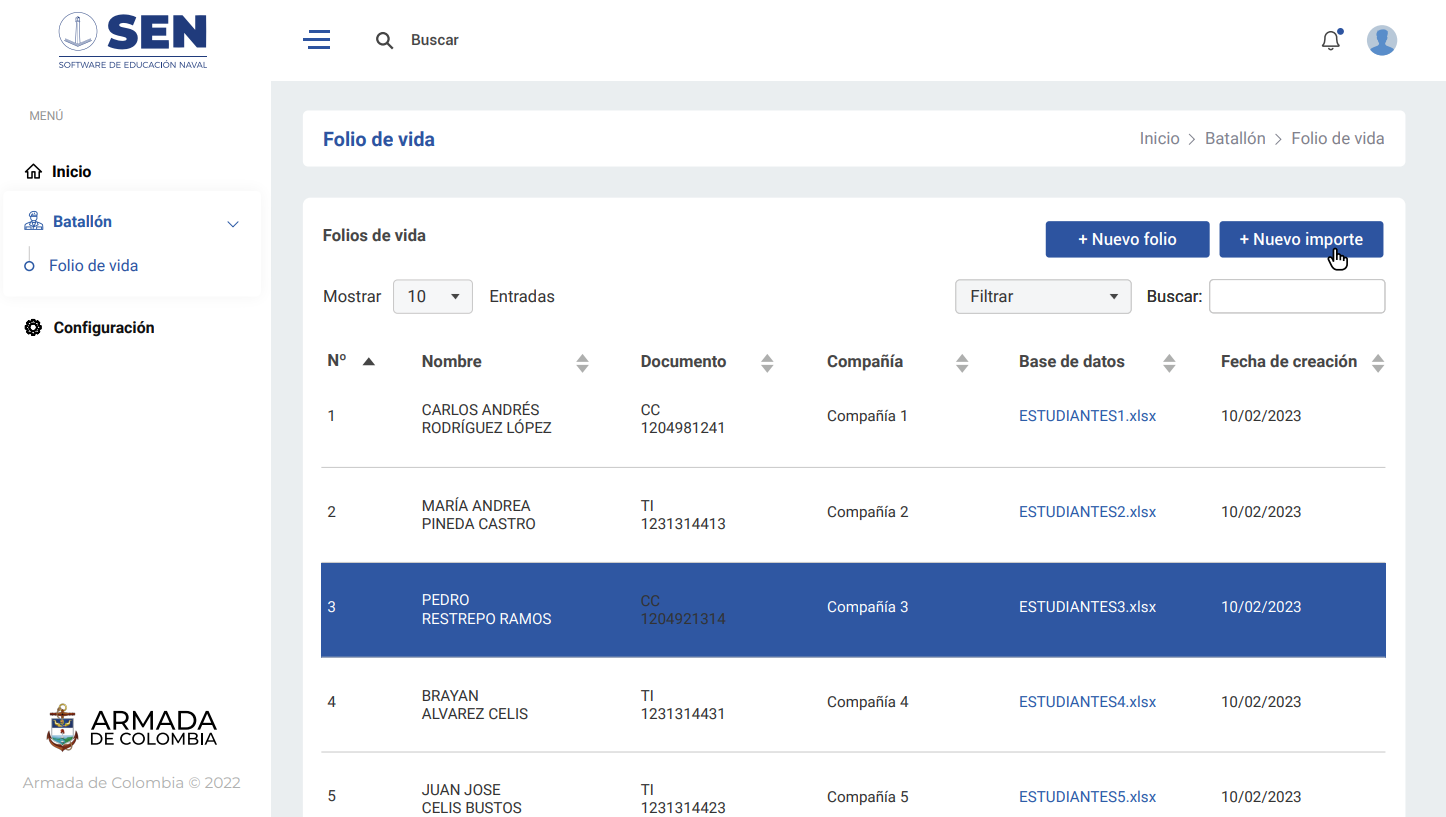 SEN
SOFTWARE DE EDUCACIÓN NAVAL
Buscar
MENÚ
Inicio
Batallón
Folio de vida
Configuración
ARMADA
DE COLOMBIA
Armada de Colombia © 2022
Folio de vida
Inicio > Batallón > Folio de vida
Folios de vida
+ Nuevo folio
+ Nuevo importe
Mostrar 10 Entradas
Filtrar
Buscar:
Nº Nombre Documento Compañía Base de datos Fecha de creación
1 CARLOS ANDRÉS RODRÍGUEZ LÓPEZ CC 1204981241 Compañía 1 ESTUDIANTES1.xlsx 10/02/2023
2 MARÍA ANDREA PINEDA CASTRO TI 1231314413 Compañía 2 ESTUDIANTES2.xlsx 10/02/2023
3 PEDRO RESTREPO RAMOS CC 1204921314 Compañía 3 ESTUDIANTES3.xlsx 10/02/2023
4 BRAYAN ALVAREZ CELIS TI 1231314431 Compañía 4 ESTUDIANTES4.xlsx 10/02/2023
5 JUAN JOSE CELIS BUSTOS TI 1231314423 Compañía 5 ESTUDIANTES5.xlsx 10/02/2023